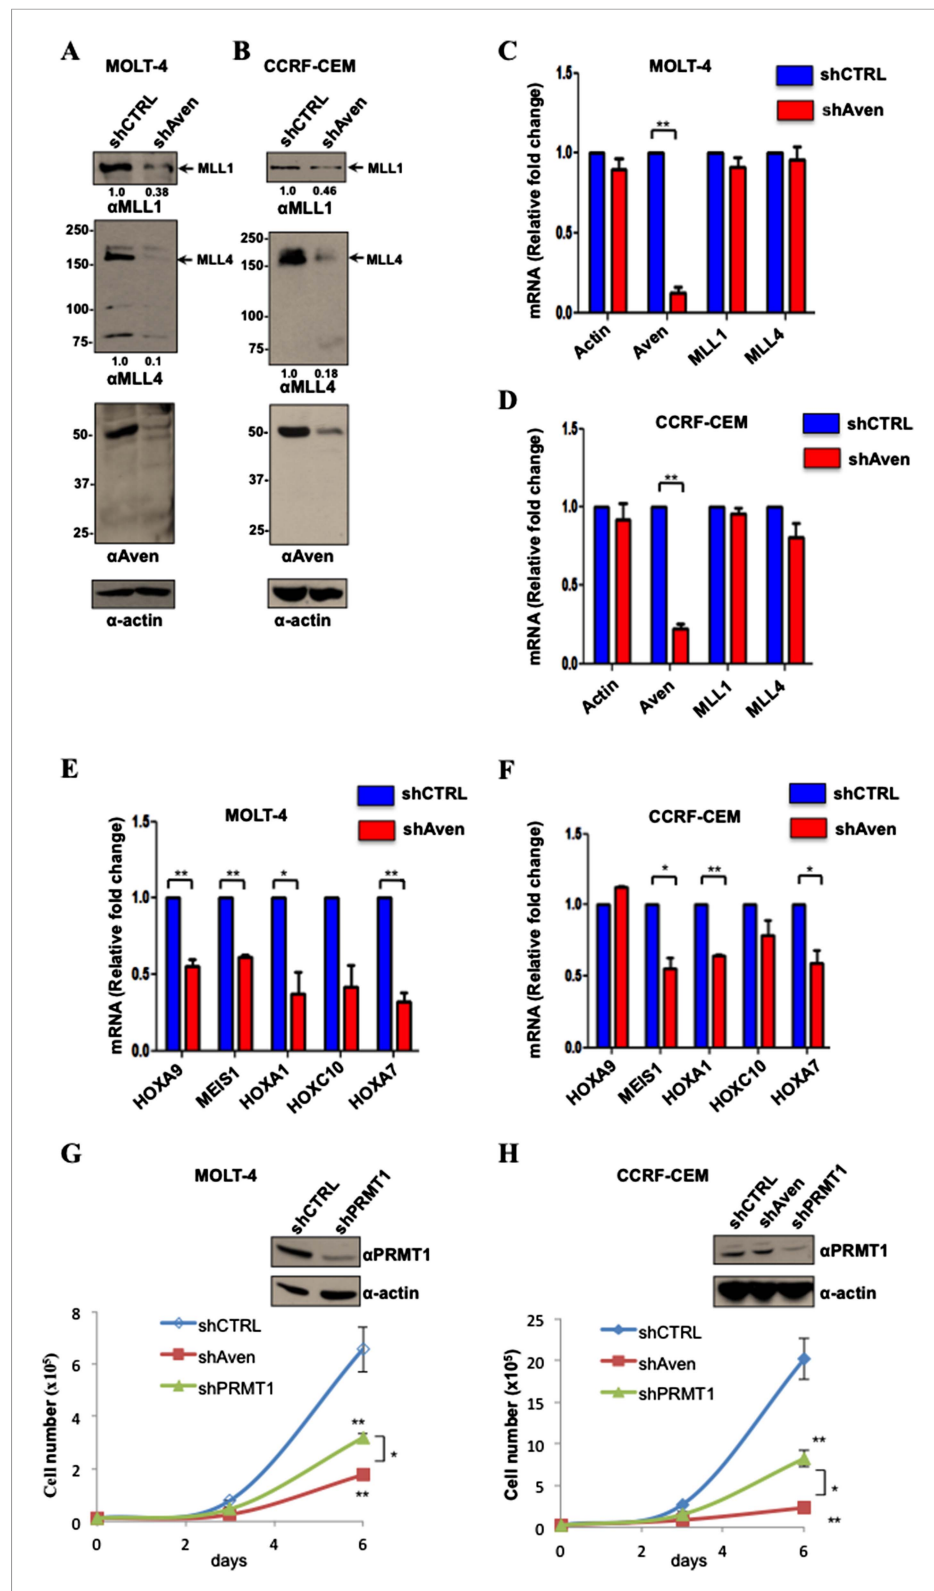 A
MOLT-4
shCTRL
shAven
MLL1
1.0 0.38
αMLL1
250-
150-
MLL4
100-
75-
1.0 0.1
αMLL4
50-
37-
25-
αAven
α-actin
B
CCRF-CEM
shCTRL
shAven
MLL1
1.0 0.46
αMLL1
250-
150-
MLL4
100-
75-
1.0 0.18
αMLL4
50-
37-
25-
αAven
α-actin
C
MOLT-4
shCTRL
shAven
mRNA (Relative fold change)
1.5
1.0
0.5
0.0
**
Actin
Aven
MLL1
MLL4
D
CCRF-CEM
shCTRL
shAven
mRNA (Relative fold change)
1.5
1.0
0.5
0.0
**
Actin
Aven
MLL1
MLL4
E
MOLT-4
shCTRL
shAven
mRNA (Relative fold change)
1.5
1.0
0.5
0.0
** ** * **
HOXA9
MEIS1
HOXA1
HOXC10
HOXA7
F
CCRF-CEM
shCTRL
shAven
mRNA (Relative fold change)
1.5
1.0
0.5
0.0
* ** *
HOXA9
MEIS1
HOXA1
HOXC10
HOXA7
G
MOLT-4
shCTRL
shPRMT1
αPRMT1
α-actin
shCTRL
shAven
shPRMT1
Cell number (x10⁵)
8
6
4
2
0
**
*
**
0 2 4 6
days
H
CCRF-CEM
shCTRL
shAven
shPRMT1
αPRMT1
α-actin
shCTRL
shAven
shPRMT1
Cell number (x10⁵)
25
20
15
10
5
0
**
*
**
0 2 4 6
days